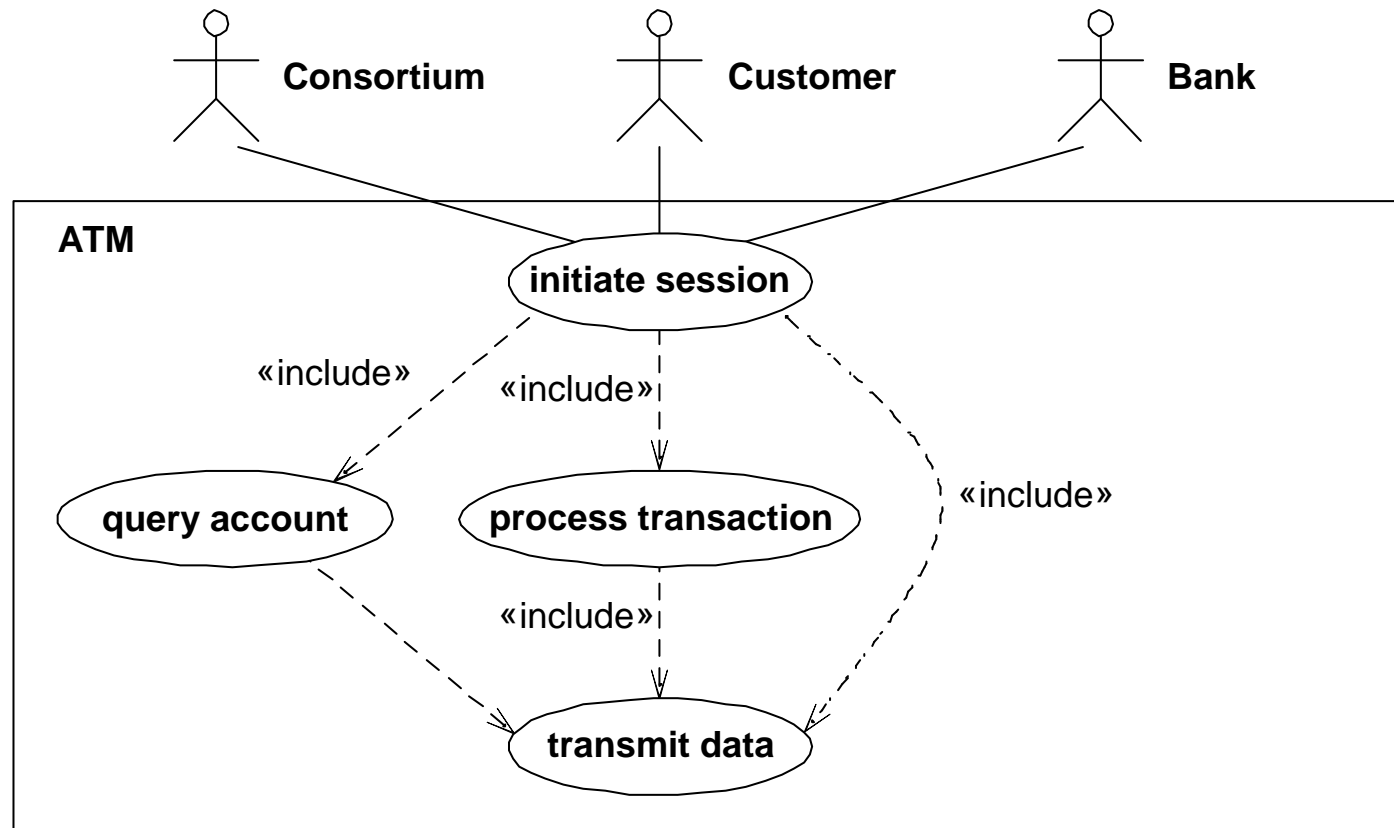 Consortium
Customer
Bank
ATM
initiate session
«include»
«include»
«include»
query account
process transaction
«include»
transmit data